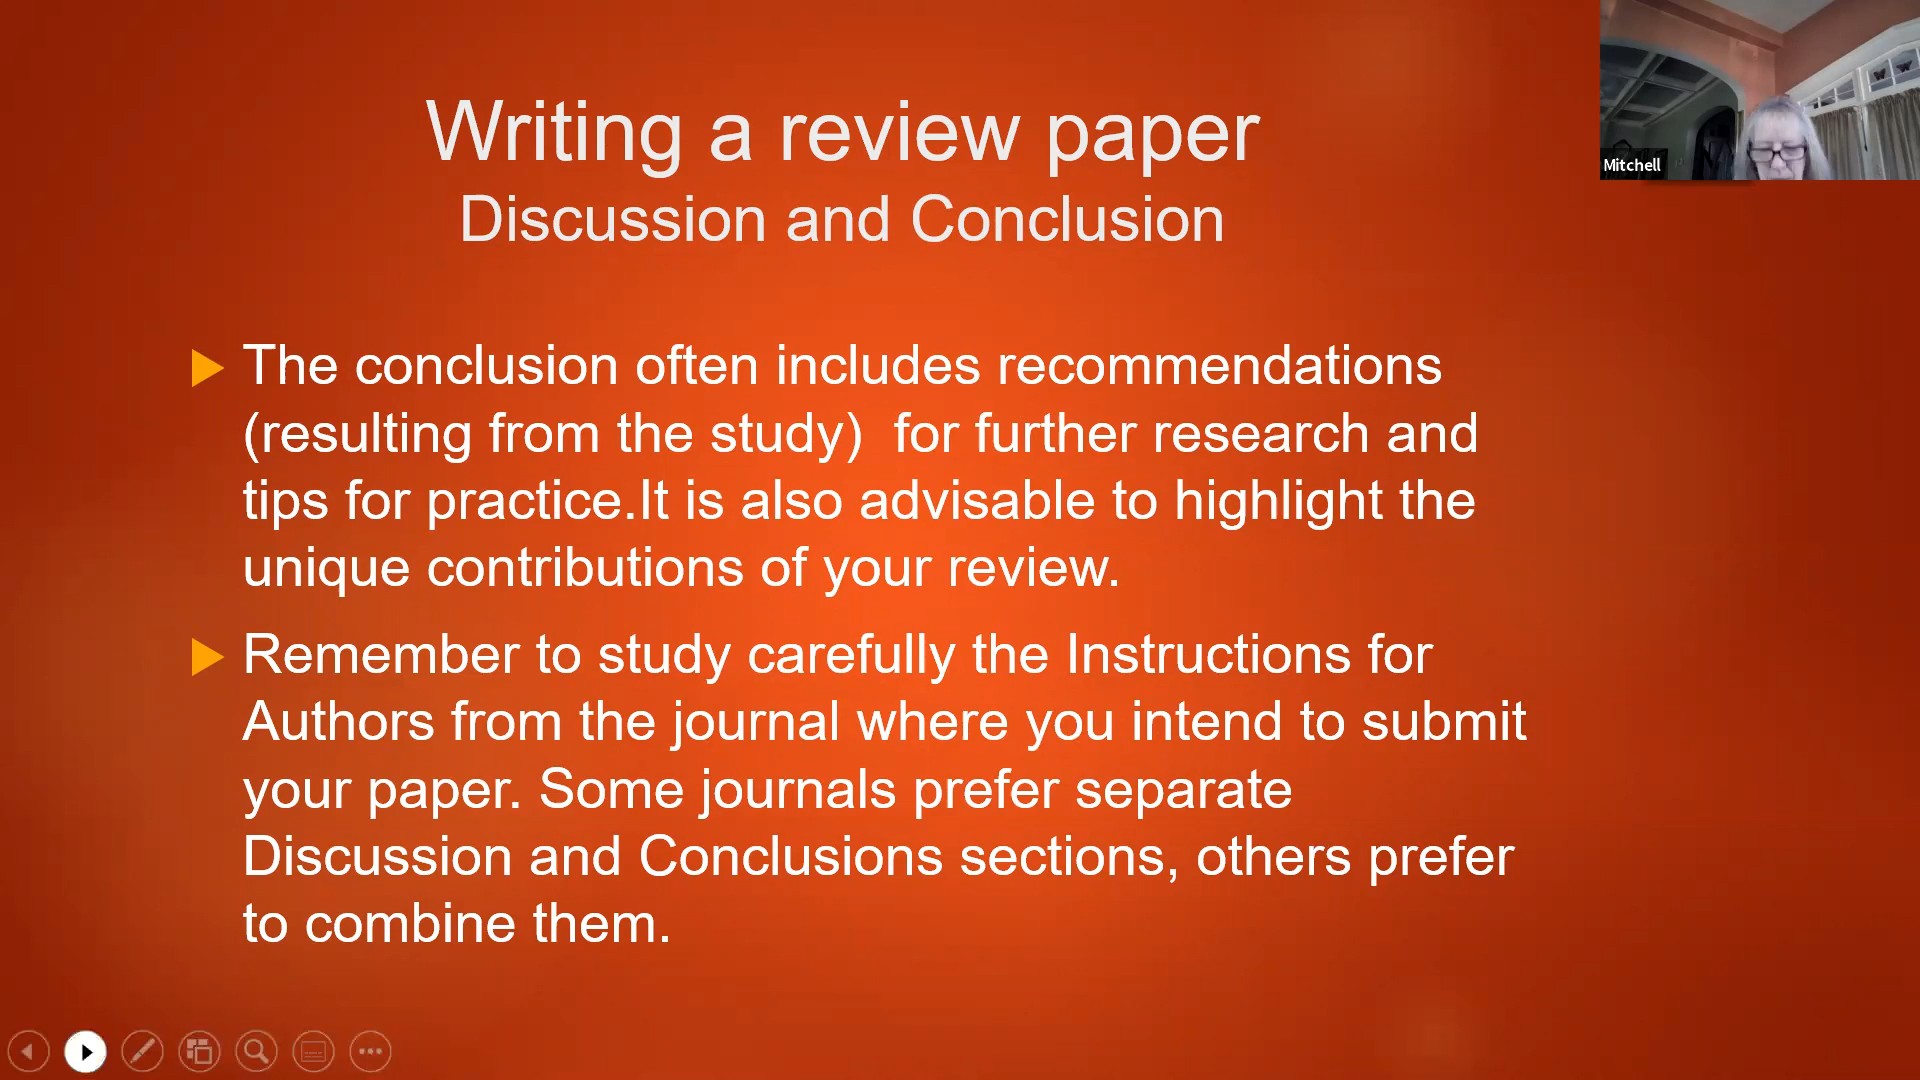 Writing a review paper
Discussion and Conclusion
Mitchell
The conclusion often includes recommendations
(resulting from the study)  for further research and
tips for practice.It is also advisable to highlight the
unique contributions of your review.
Remember to study carefully the Instructions for
Authors from the journal where you intend to submit
your paper. Some journals prefer separate
Discussion and Conclusions sections, others prefer
to combine them.